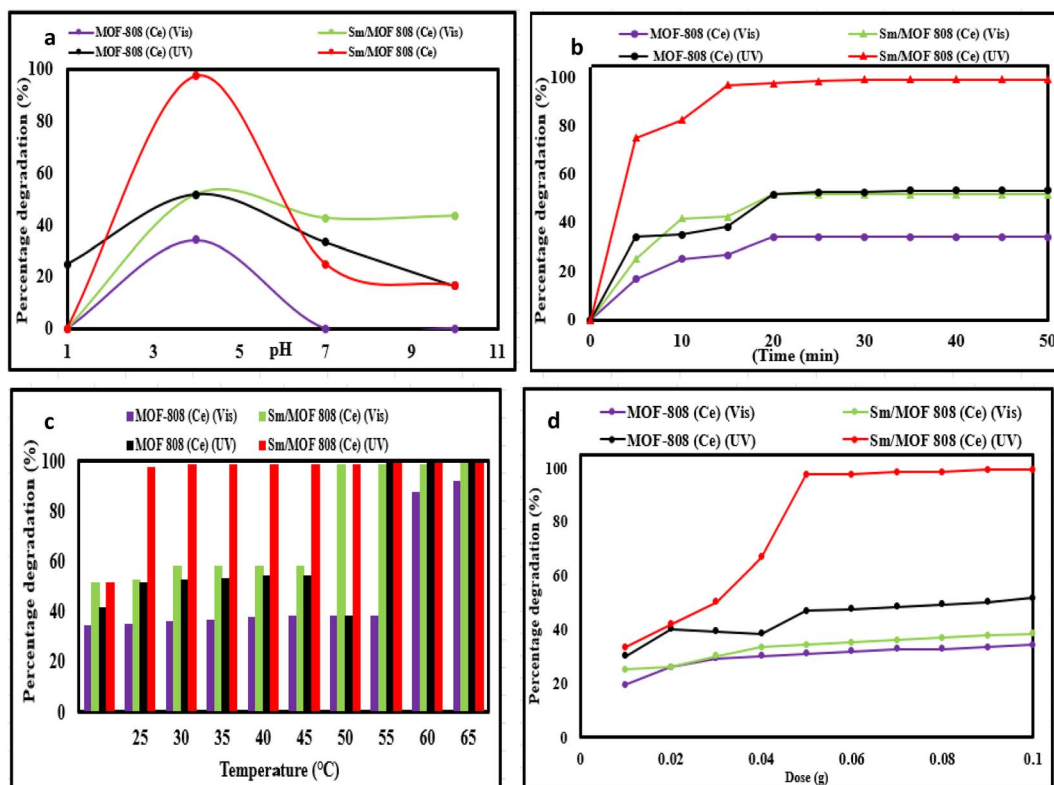 a
MOF-808 (Ce) (Vis) Sm/MOF 808 (Ce) (Vis)
MOF-808 (Ce) (UV) Sm/MOF 808 (Ce)
Percentage degradation (%)
100
80
60
40
20
0
1 3 5 7 9 11
pH
b
MOF-808 (Ce) (Vis) Sm/MOF 808 (Ce) (Vis)
MOF-808 (Ce) (UV) Sm/MOF 808 (Ce) (UV)
Percentage degradation (%)
100
80
60
40
20
0
0 10 20 30 40 50
(Time (min)
c
MOF-808 (Ce) (Vis) Sm/MOF 808 (Ce) (Vis)
MOF 808 (Ce) (UV) Sm/MOF 808 (Ce) (UV)
Percentage degradation (%)
100
80
60
40
20
0
25 30 35 40 45 50 55 60 65
Temperature (°C)
d
MOF-808 (Ce) (Vis) Sm/MOF 808 (Ce) (Vis)
MOF-808 (Ce) (UV) Sm/MOF 808 (Ce) (UV)
Percentage degradation (%)
100
80
60
40
20
0
0 0.02 0.04 0.06 0.08 0.1
Dose (g)